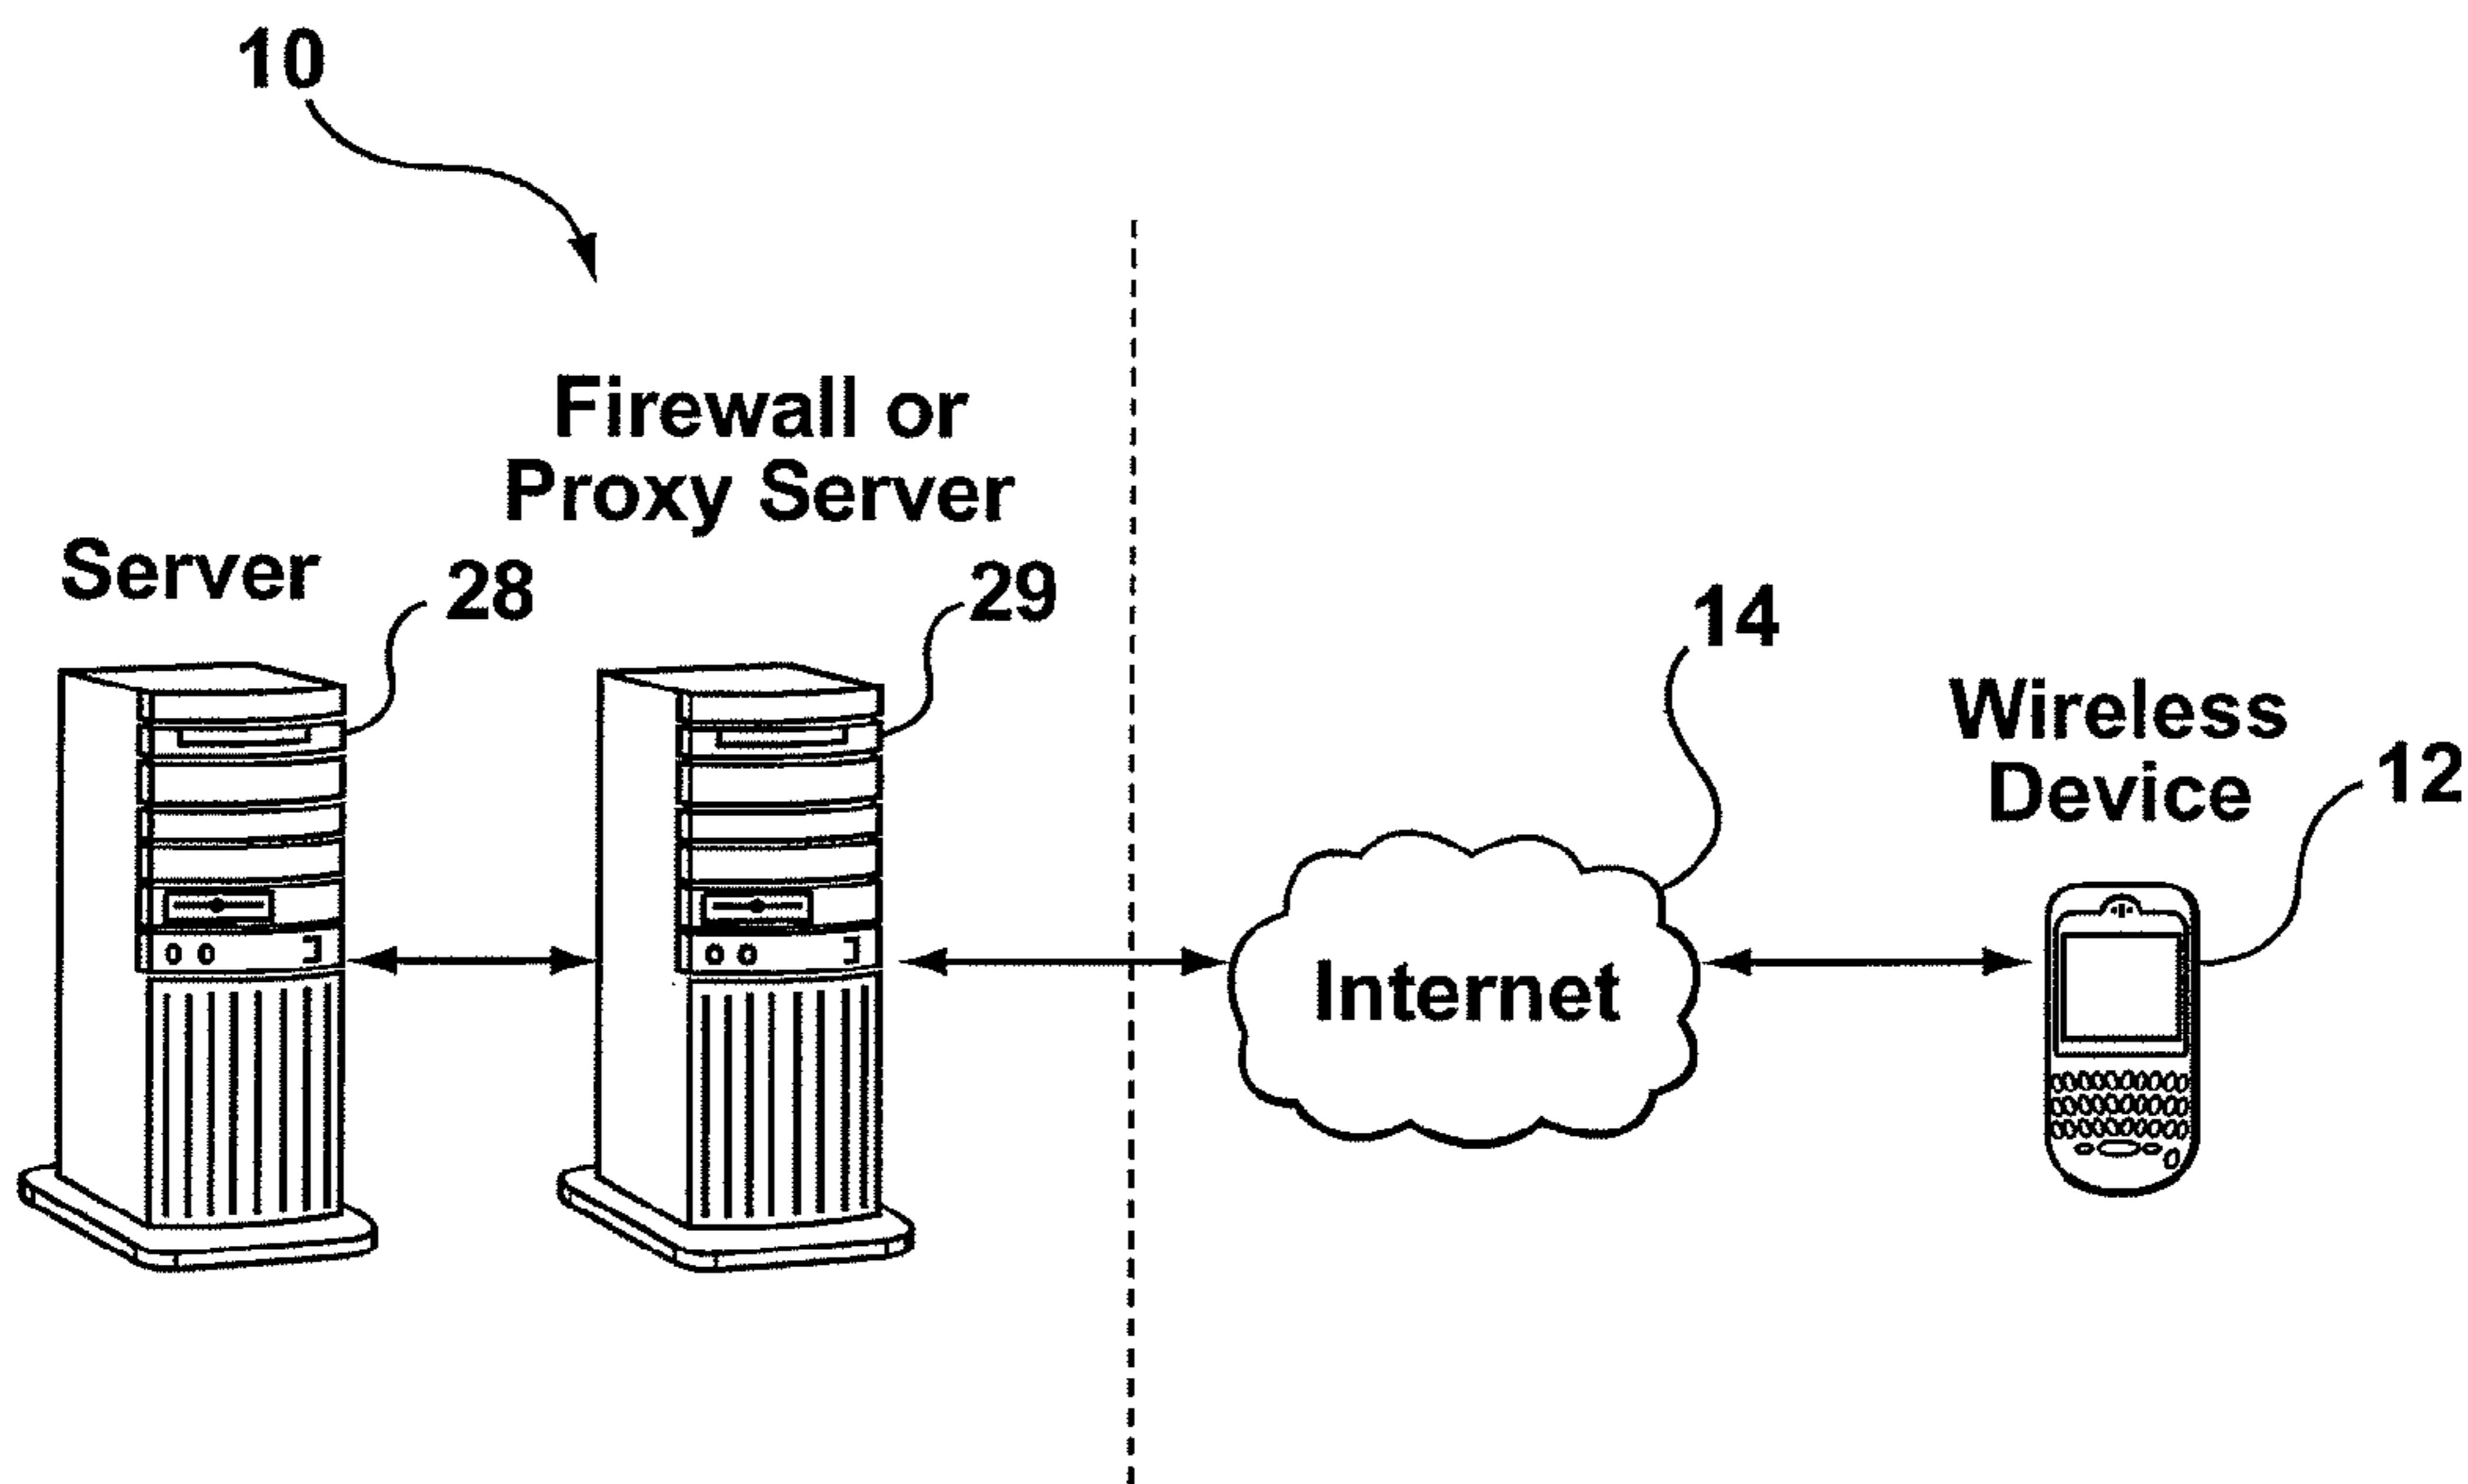 10
Firewall or
Proxy Server
Server
28
29
14
Wireless
Device
12
Internet